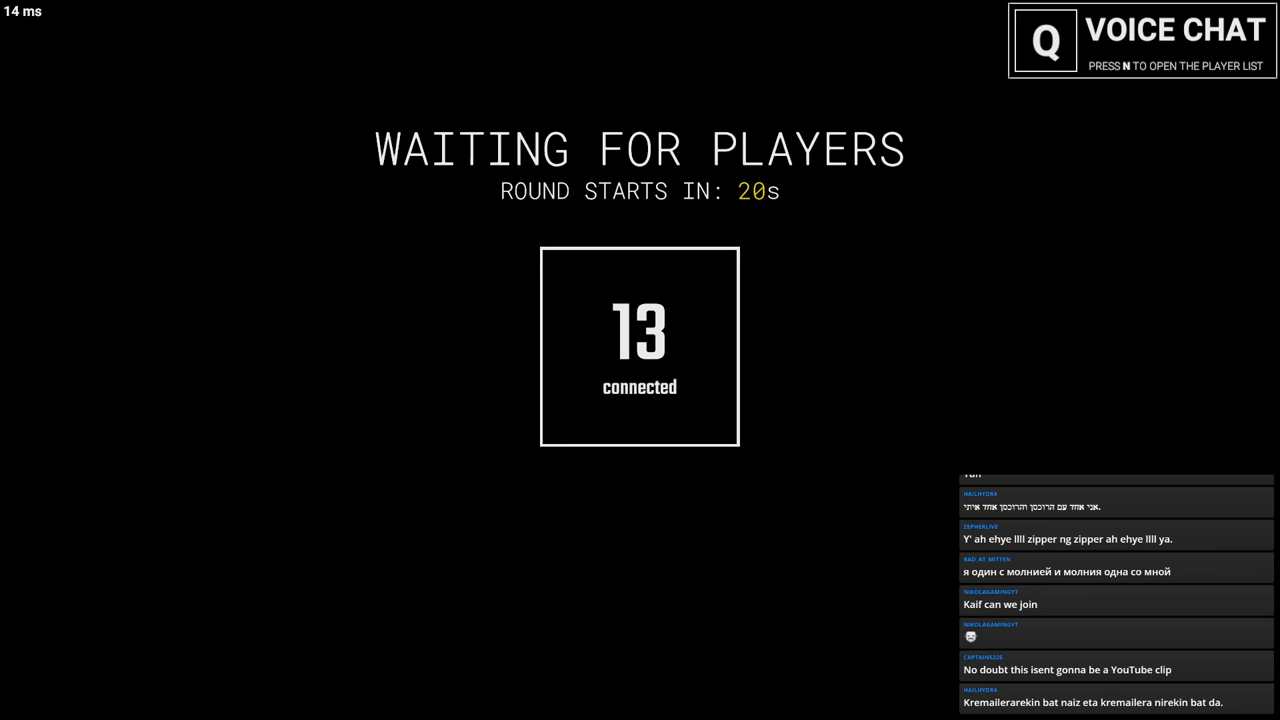 14 ms
Q
VOICE CHAT
PRESS N TO OPEN THE PLAYER LIST
WAITING FOR PLAYERS
ROUND STARTS IN: 20s
13
connected
HAILHYDR4
אני אחד עם הרוכסן והרוכסן אחד איתי.
ZEPHERLIVE
Y' ah ehye llll zipper ng zipper ah ehye llll ya.
BAD_AT_MITTEN
я один с молнией и молния одна со мной
NIKOLAGAMINGYT
Kaif can we join
NIKOLAGAMINGYT
CAPTAINS225
No doubt this isent gonna be a YouTube clip
HAILHYDR4
Kremailerarekin bat naiz eta kremailera nirekin bat da.